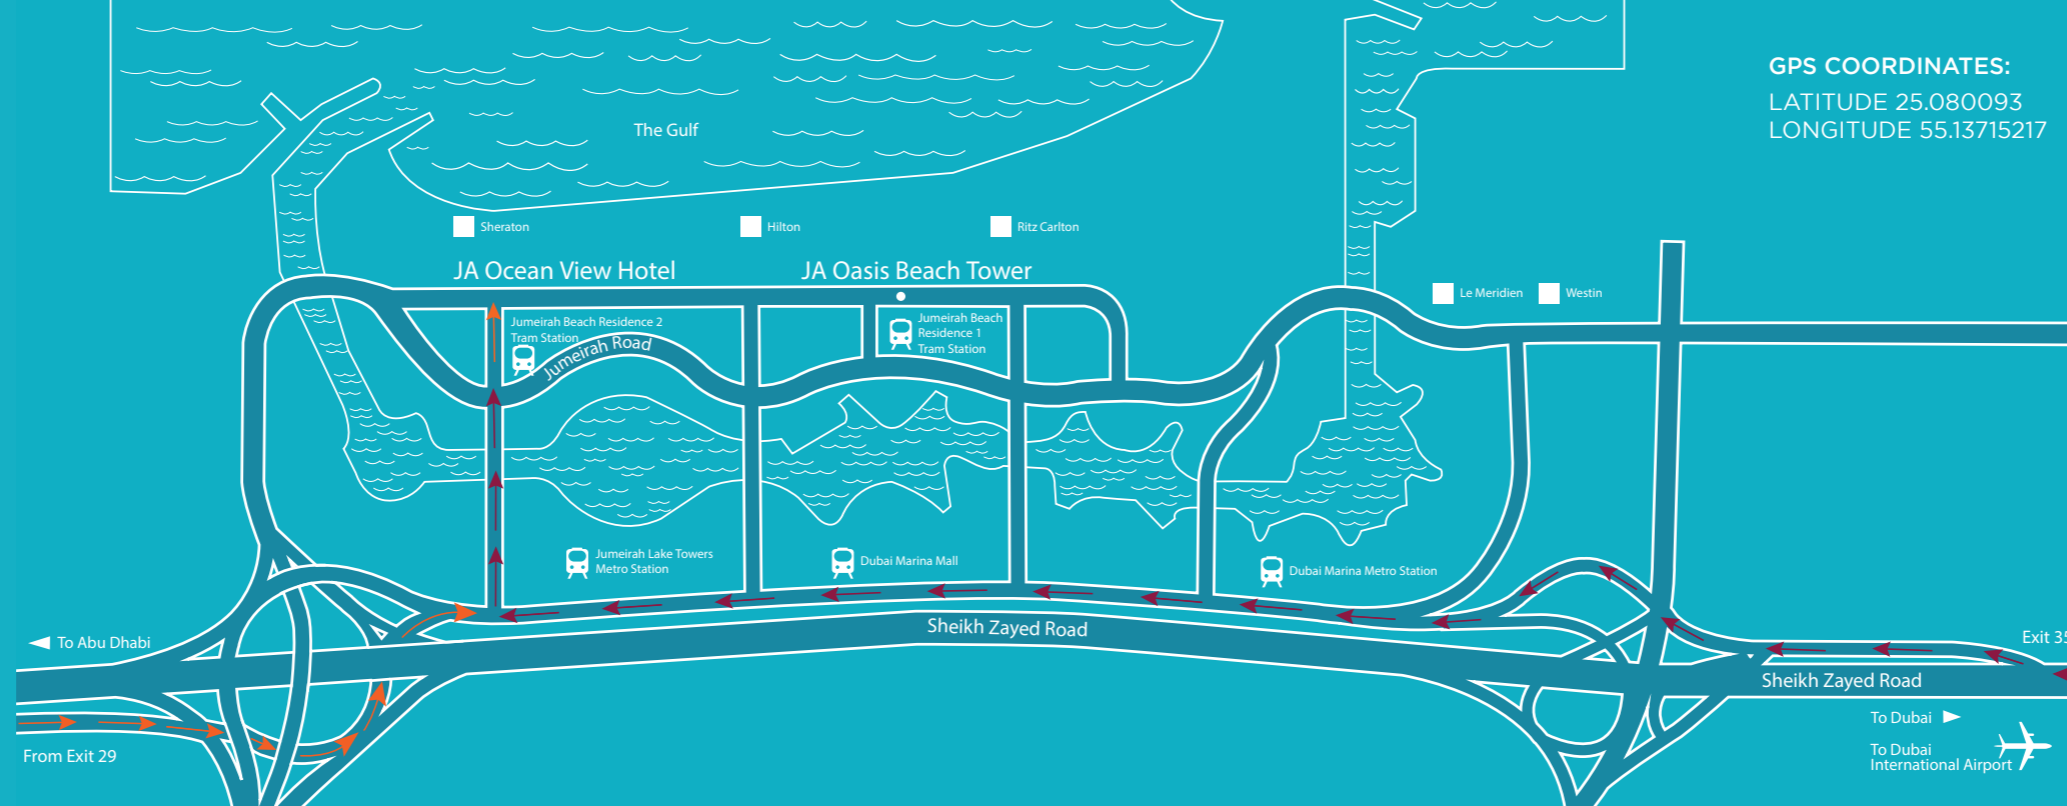 GPS COORDINATES:
LATITUDE 25.080093
LONGITUDE 55.13715217
The Gulf
Sheraton
Hilton
Ritz Carlton
JA Ocean View Hotel
JA Oasis Beach Tower
Le Meridien
Westin
Jumeirah Beach Residence 2
Tram Station
Jumeirah Road
Jumeirah Beach
Residence 1
Tram Station
Jumeirah Lake Towers
Metro Station
Dubai Marina Mall
Dubai Marina Metro Station
To Abu Dhabi
Sheikh Zayed Road
Exit 35
Sheikh Zayed Road
To Dubai
To Dubai
International Airport
From Exit 29